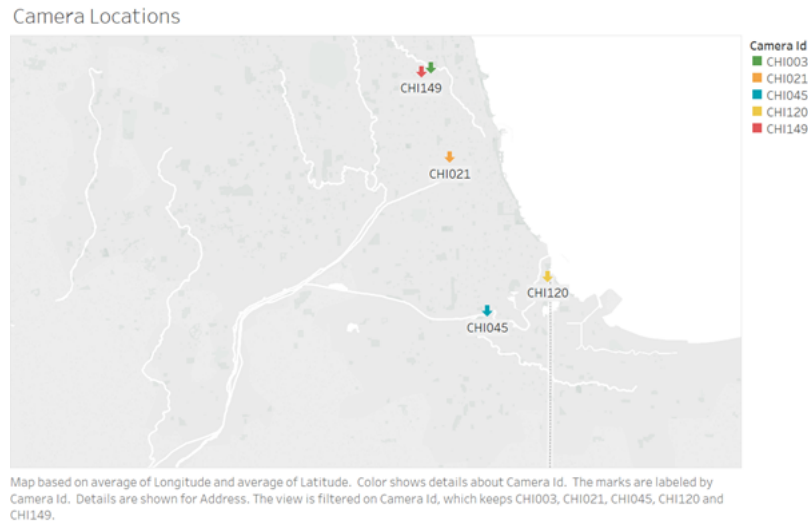 Camera Locations
Camera Id
CHI003
CHI021
CHI045
CHI120
CHI149
CHI149
CHI021
CHI120
CHI045
Map based on average of Longitude and average of Latitude. Color shows details about Camera Id. The marks are labeled by
Camera Id. Details are shown for Address. The view is filtered on Camera Id, which keeps CHI003, CHI021, CHI045, CHI120 and
CHI149.